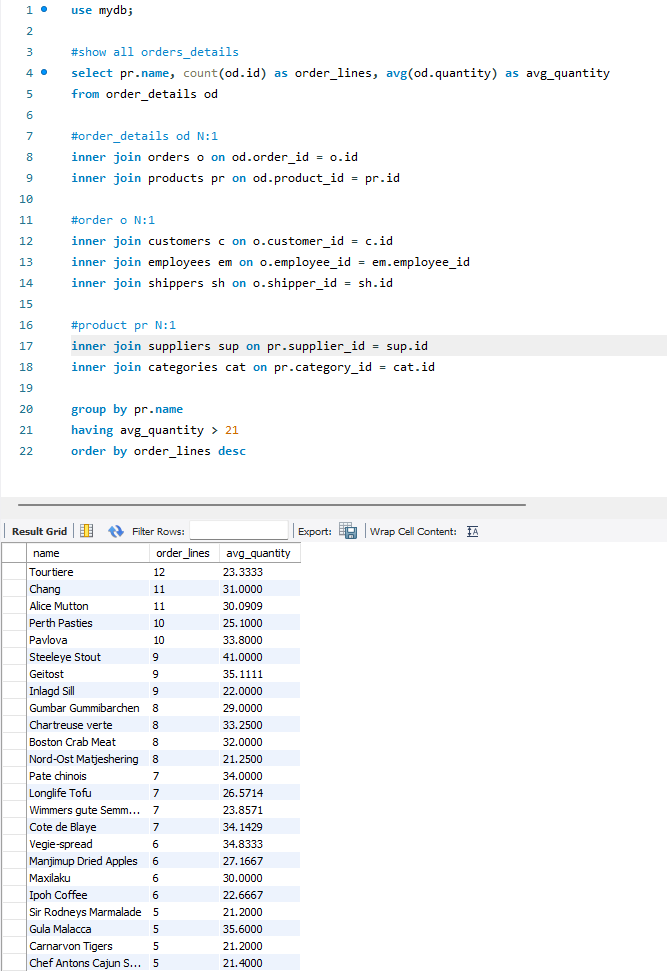 1 use mydb;
2
3 #show all orders_details
4 select pr.name, count(od.id) as order_lines, avg(od.quantity) as avg_quantity
5 from order_details od
6
7 #order_details od N:1
8 inner join orders o on od.order_id = o.id
9 inner join products pr on od.product_id = pr.id
10
11 #order o N:1
12 inner join customers c on o.customer_id = c.id
13 inner join employees em on o.employee_id = em.employee_id
14 inner join shippers sh on o.shipper_id = sh.id
15
16 #product pr N:1
17 inner join suppliers sup on pr.supplier_id = sup.id
18 inner join categories cat on pr.category_id = cat.id
19
20 group by pr.name
21 having avg_quantity > 21
22 order by order_lines desc
Result Grid Filter Rows: Export: Wrap Cell Content:
name order_lines avg_quantity
Tourtiere 12 23.3333
Chang 11 31.0000
Alice Mutton 11 30.0909
Perth Pasties 10 25.1000
Pavlova 10 33.8000
Steeleye Stout 9 41.0000
Geitost 9 35.1111
Inlagd Sill 9 22.0000
Gumbar Gummibarchen 8 29.0000
Chartreuse verte 8 33.2500
Boston Crab Meat 8 32.0000
Nord-Ost Matjeshering 8 21.2500
Pate chinois 7 34.0000
Longlife Tofu 7 26.5714
Wimmers gute Semm... 7 23.8571
Cote de Blaye 7 34.1429
Vegie-spread 6 34.8333
Manjimup Dried Apples 6 27.1667
Maxilaku 6 30.0000
Ipoh Coffee 6 22.6667
Sir Rodneys Marmalade 5 21.2000
Gula Malacca 5 35.6000
Carnarvon Tigers 5 21.2000
Chef Antons Cajun S... 5 21.4000